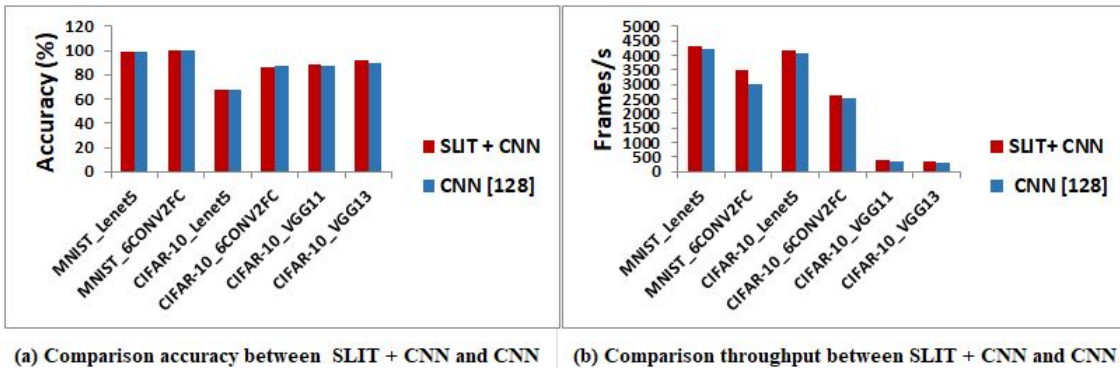 120
100
80
60
40
20
0
Accuracy (%)
MNIST_Lenet5
MNIST_6CONV2FC
CIFAR-10_Lenet5
CIFAR-10_6CONV2FC
CIFAR-10_VGG11
CIFAR-10_VGG13
SLIT + CNN
CNN [128]
(a) Comparison accuracy between SLIT + CNN and CNN
5000
4500
4000
3500
3000
2500
2000
1500
1000
500
0
Frames/s
MNIST_Lenet5
MNIST_6CONV2FC
CIFAR-10_Lenet5
CIFAR-10_6CONV2FC
CIFAR-10_VGG11
CIFAR-10_VGG13
SLIT+ CNN
CNN [128]
(b) Comparison throughput between SLIT + CNN and CNN